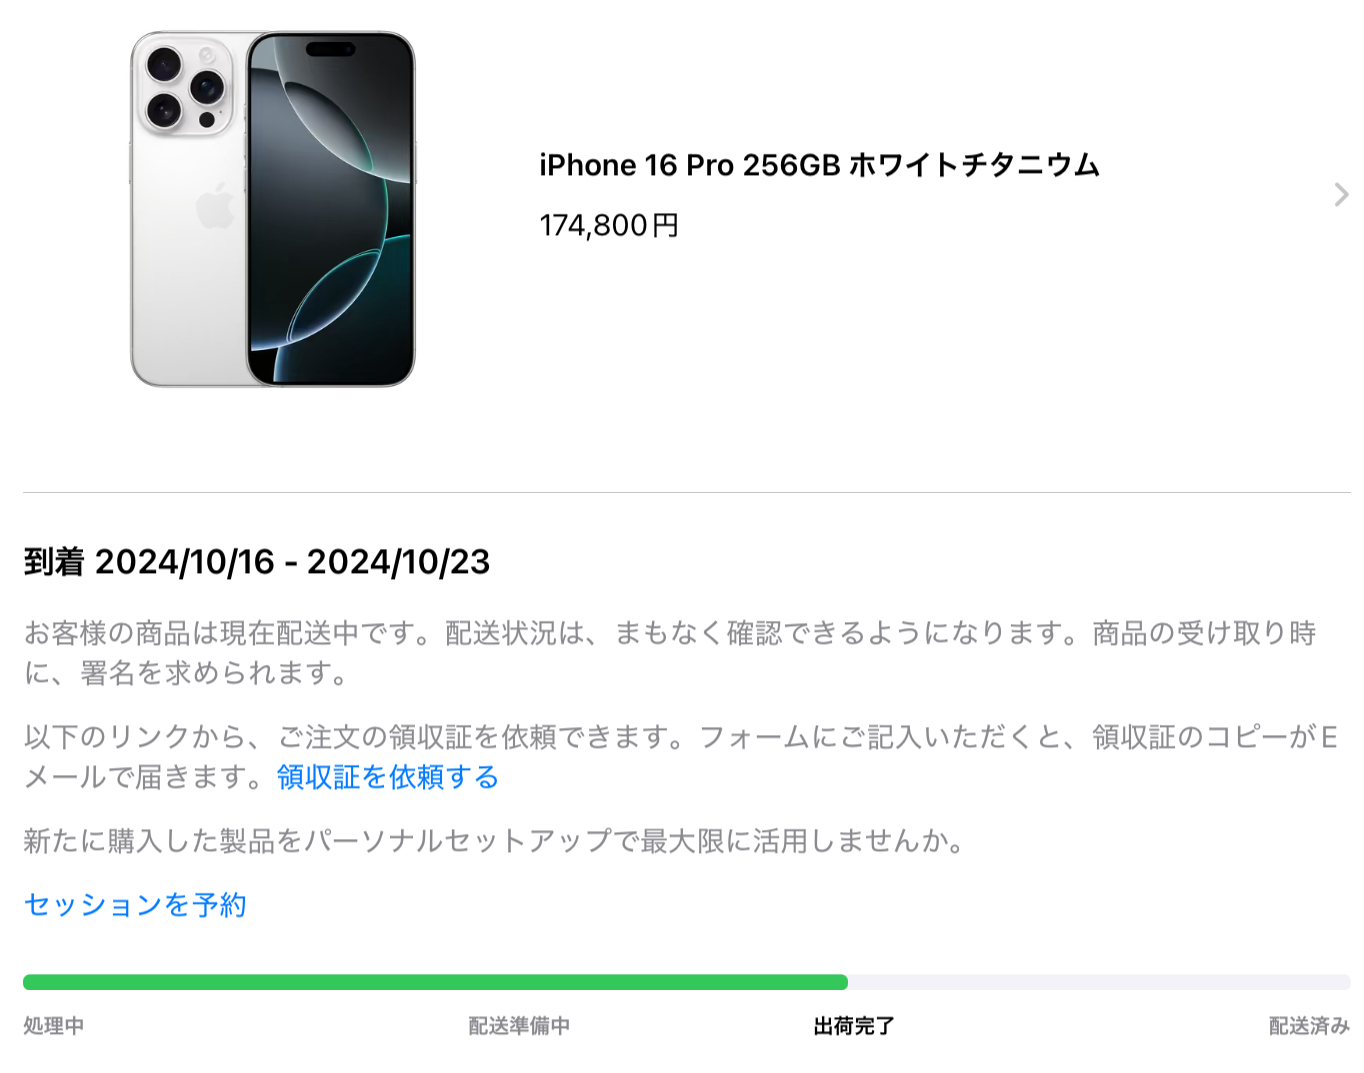 iPhone 16 Pro 256GB ホワイトチタニウム
174,800円
到着 2024/10/16 - 2024/10/23
お客様の商品は現在配送中です。配送状況は、まもなく確認できるようになります。商品の受け取り時
に、署名を求められます。
以下のリンクから、ご注文の領収証を依頼できます。フォームにご記入いただくと、領収証のコピーがE
メールで届きます。領収証を依頼する
新たに購入した製品をパーソナルセットアップで最大限に活用しませんか。
セッションを予約
処理中
配送準備中
出荷完了
配送済み